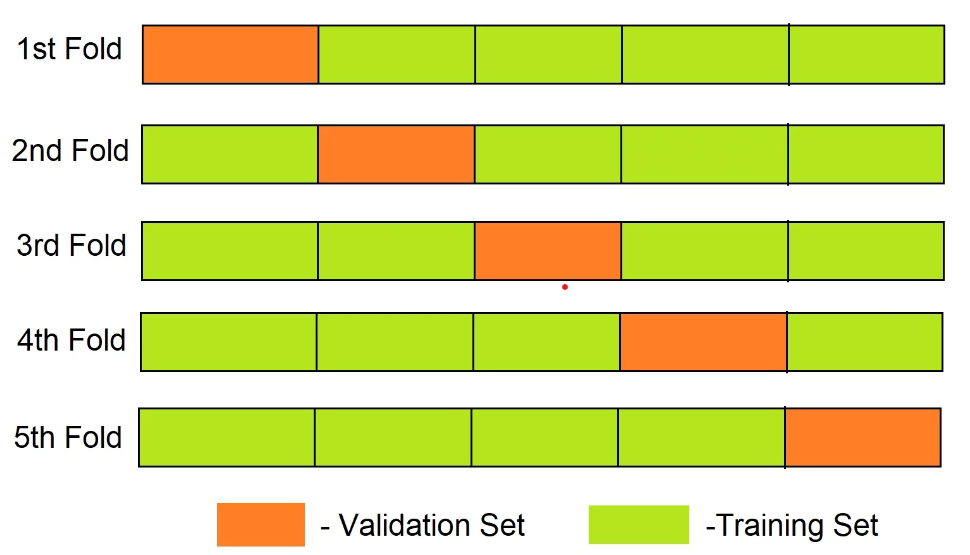 1st Fold
2nd Fold
3rd Fold
4th Fold
5th Fold
- Validation Set
-Training Set